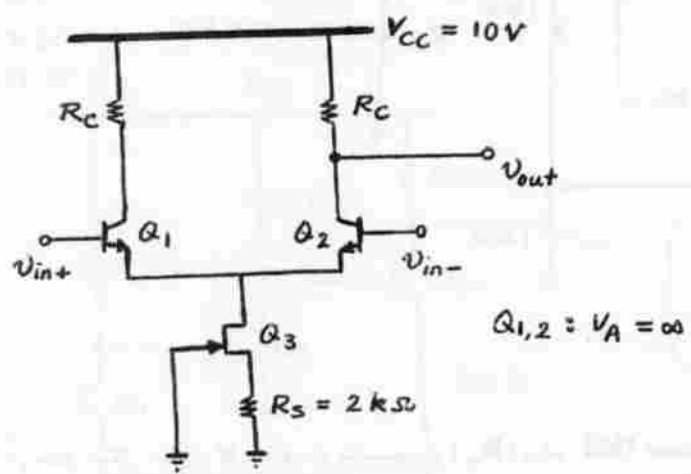 V_CC = 10V
R_C
R_C
v_out
Q_1
Q_2
v_in+
v_in-
Q_3
Q_1,2 : V_A = ∞
R_S = 2 kΩ